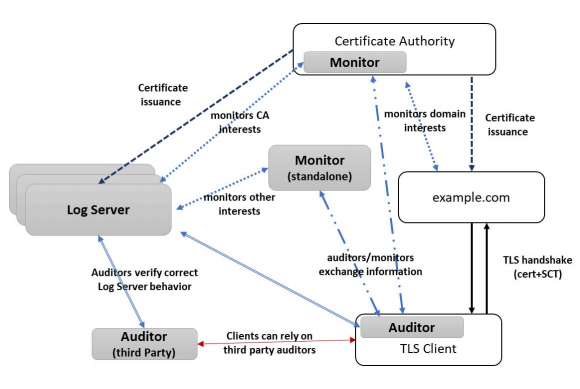 Certificate Authority
Monitor
Certificate
issuance
monitors CA
interests
monitors domain
interests
Certificate
issuance
Monitor
(standalone)
Log Server
monitors other
interests
example.com
auditors/monitors
exchange information
TLS handshake
(cert+SCT)
Auditors verify correct
Log Server behavior
Auditor
(third Party)
Clients can rely on
third party auditors
Auditor
TLS Client